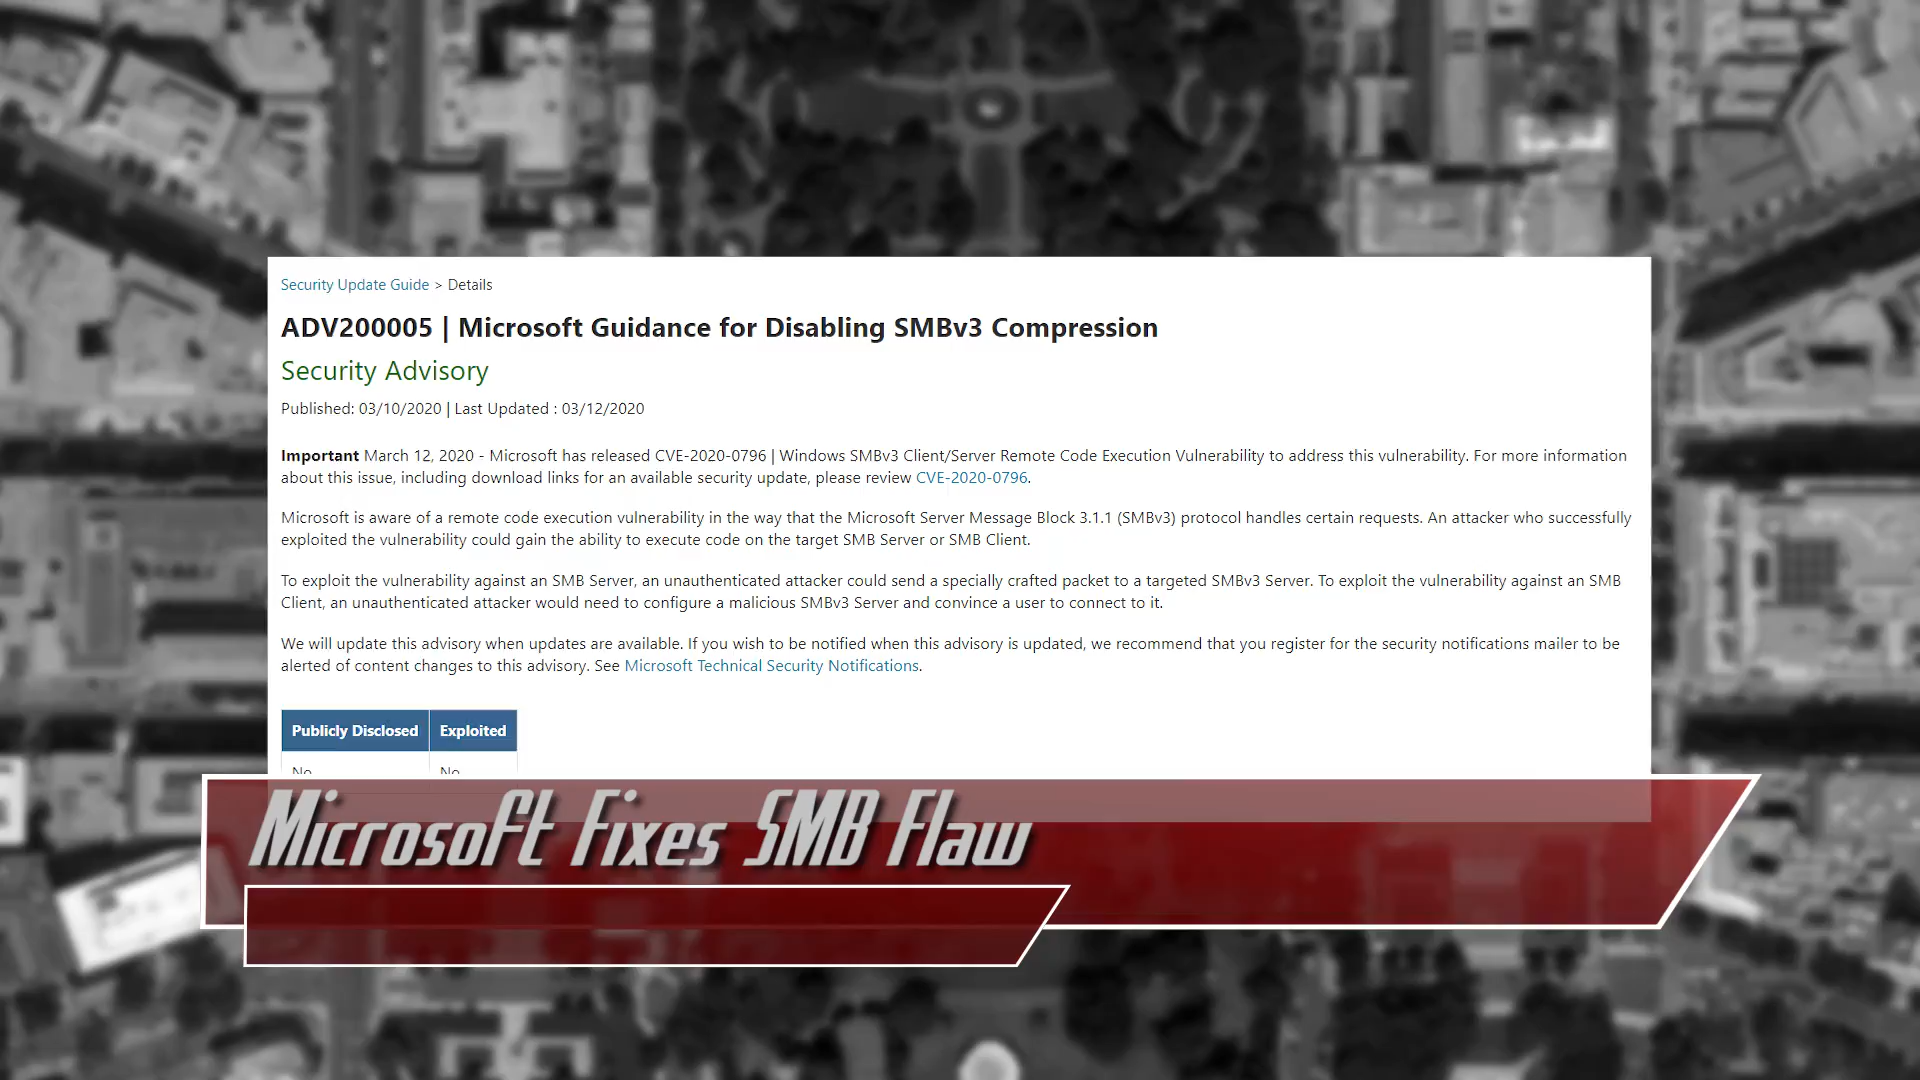 Security Update Guide > Details
ADV200005 | Microsoft Guidance for Disabling SMBv3 Compression
Security Advisory
Published: 03/10/2020 | Last Updated : 03/12/2020
Important March 12, 2020 - Microsoft has released CVE-2020-0796 | Windows SMBv3 Client/Server Remote Code Execution Vulnerability to address this vulnerability. For more information
about this issue, including download links for an available security update, please review CVE-2020-0796.
Microsoft is aware of a remote code execution vulnerability in the way that the Microsoft Server Message Block 3.1.1 (SMBv3) protocol handles certain requests. An attacker who successfully
exploited the vulnerability could gain the ability to execute code on the target SMB Server or SMB Client.
To exploit the vulnerability against an SMB Server, an unauthenticated attacker could send a specially crafted packet to a targeted SMBv3 Server. To exploit the vulnerability against an SMB
Client, an unauthenticated attacker would need to configure a malicious SMBv3 Server and convince a user to connect to it.
We will update this advisory when updates are available. If you wish to be notified when this advisory is updated, we recommend that you register for the security notifications mailer to be
alerted of content changes to this advisory. See Microsoft Technical Security Notifications.
Publicly Disclosed Exploited
No No
Microsoft Fixes SMB Flaw